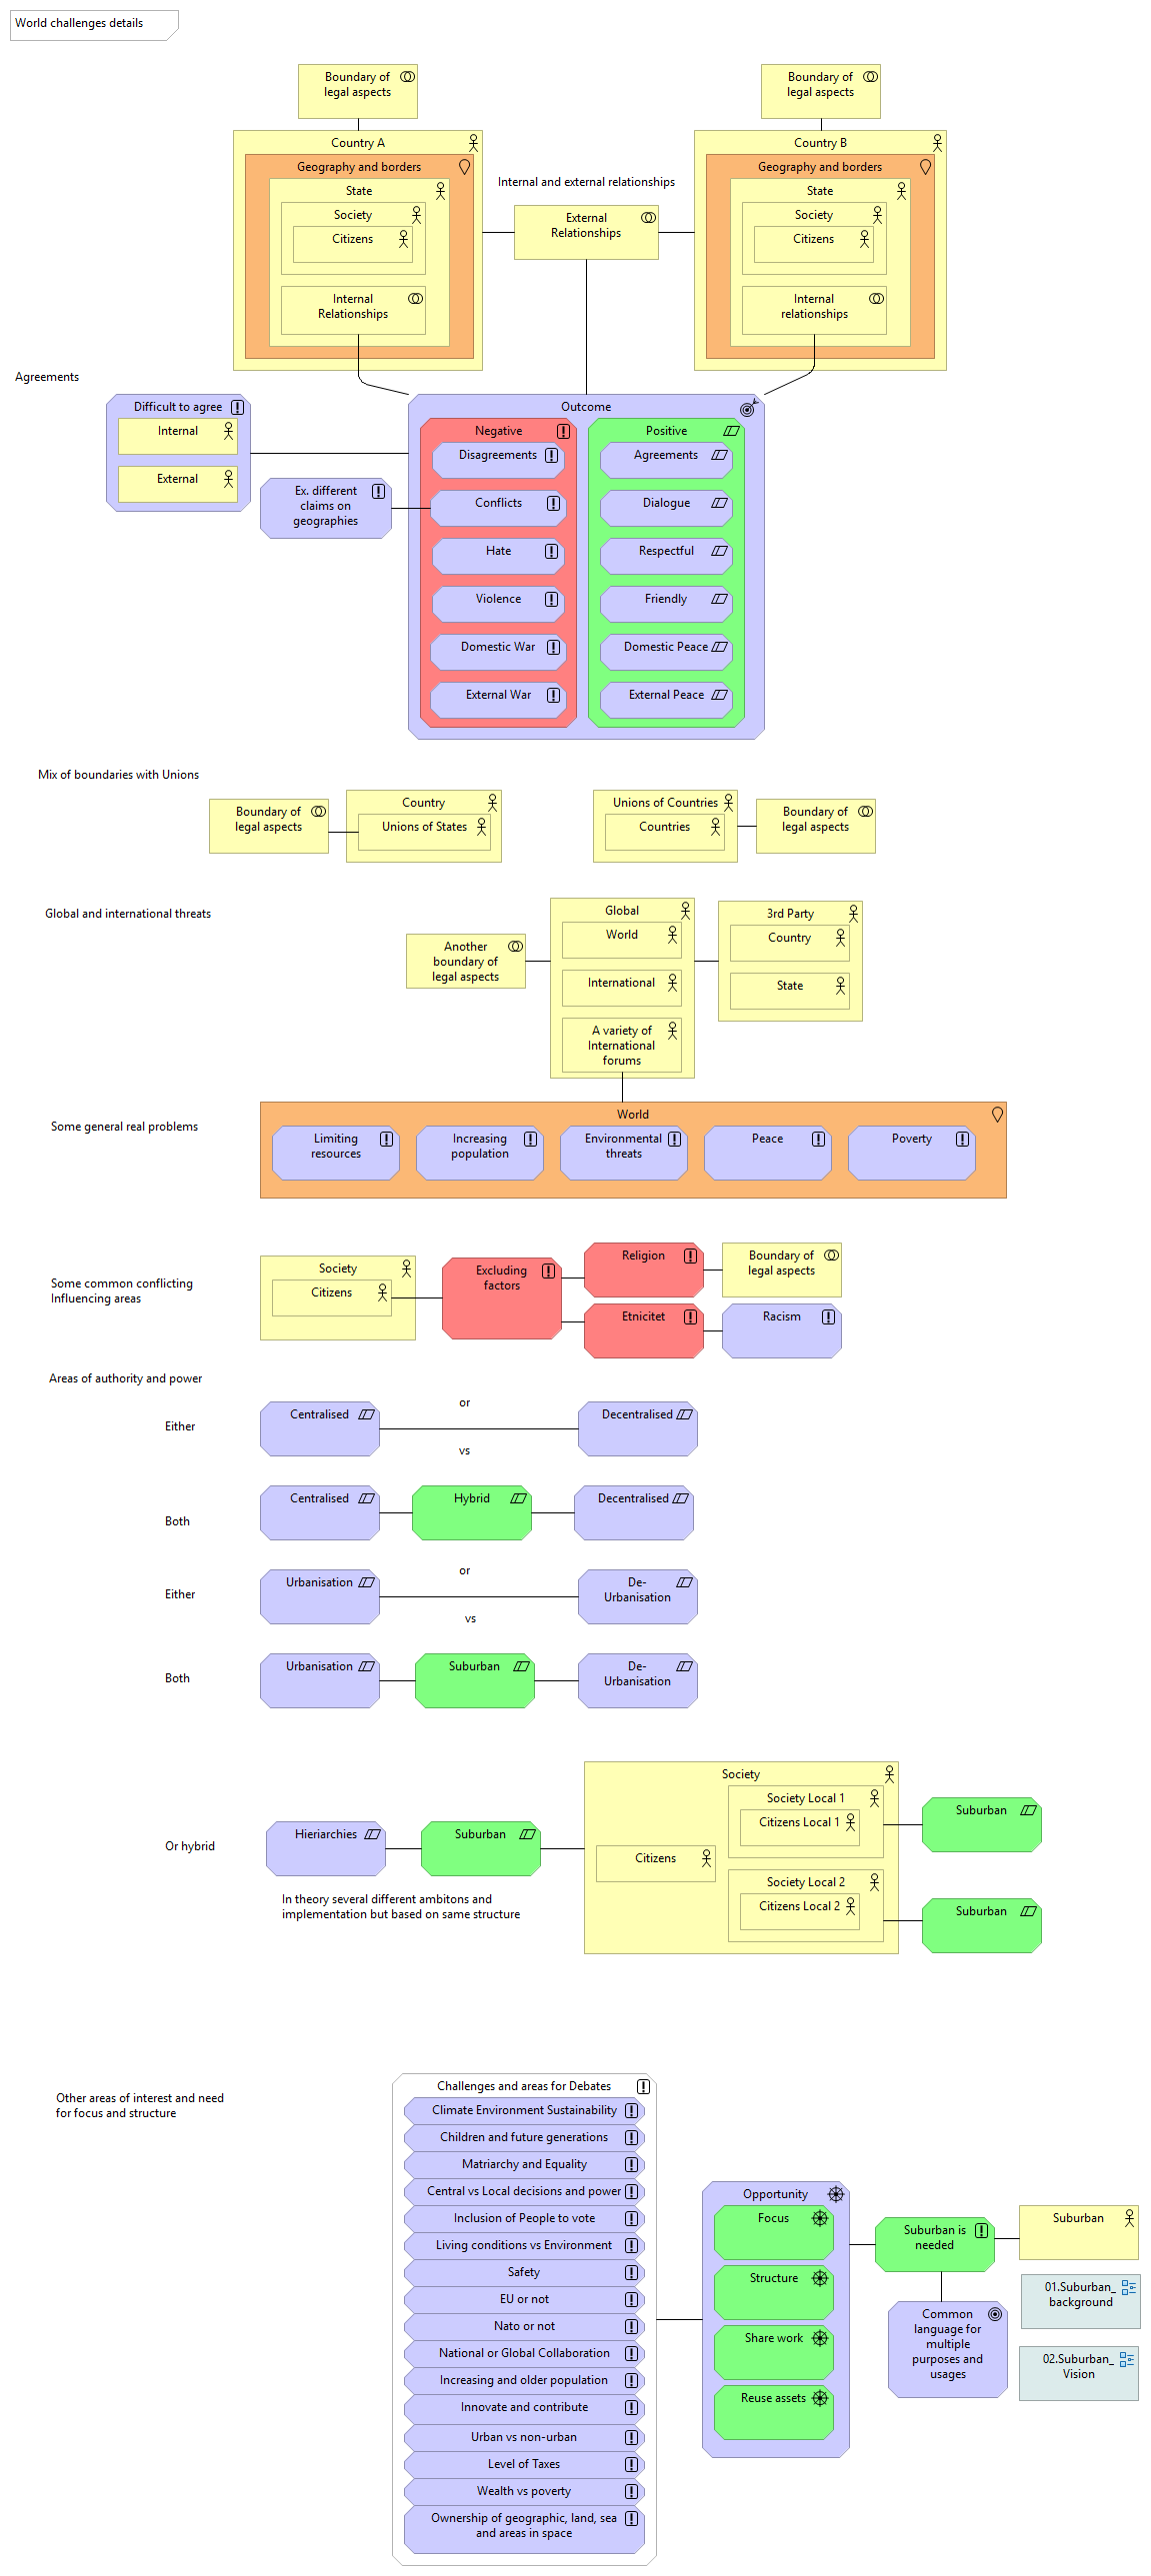 World challenges details
Boundary of
legal aspects
Boundary of
legal aspects
Country A
Geography and borders
State
Society
Citizens
Internal
Relationships
Internal and external relationships
External
Relationships
Country B
Geography and borders
State
Society
Citizens
Internal
relationships
Agreements
Difficult to agree
Internal
External
Ex. different
claims on
geographies
Outcome
Negative
Disagreements
Conflicts
Hate
Violence
Domestic War
External War
Positive
Agreements
Dialogue
Respectful
Friendly
Domestic Peace
External Peace
Mix of boundaries with Unions
Boundary of
legal aspects
Country
Unions of States
Unions of Countries
Countries
Boundary of
legal aspects
Global and international threats
Another
boundary of
legal aspects
Global
World
International
A variety of
International
forums
3rd Party
Country
State
Some general real problems
World
Limiting
resources
Increasing
population
Environmental
threats
Peace
Poverty
Some common conflicting
Influencing areas
Society
Citizens
Excluding
factors
Religion
Boundary of
legal aspects
Etnicitet
Racism
Areas of authority and power
Either
Centralised
or
vs
Decentralised
Both
Centralised
Hybrid
Decentralised
Either
Urbanisation
or
vs
De-
Urbanisation
Both
Urbanisation
Suburban
De-
Urbanisation
Or hybrid
Hieriarchies
Suburban
In theory several different ambitons and
implementation but based on same structure
Society
Citizens
Society Local 1
Citizens Local 1
Society Local 2
Citizens Local 2
Suburban
Suburban
Other areas of interest and need
for focus and structure
Challenges and areas for Debates
Climate Environment Sustainability
Children and future generations
Matriarchy and Equality
Central vs Local decisions and power
Inclusion of People to vote
Living conditions vs Environment
Safety
EU or not
Nato or not
National or Global Collaboration
Increasing and older population
Innovate and contribute
Urban vs non-urban
Level of Taxes
Wealth vs poverty
Ownership of geographic, land, sea
and areas in space
Opportunity
Focus
Structure
Share work
Reuse assets
Suburban is
needed
Common
language for
multiple
purposes and
usages
Suburban
01.Suburban_
background
02.Suburban_
Vision